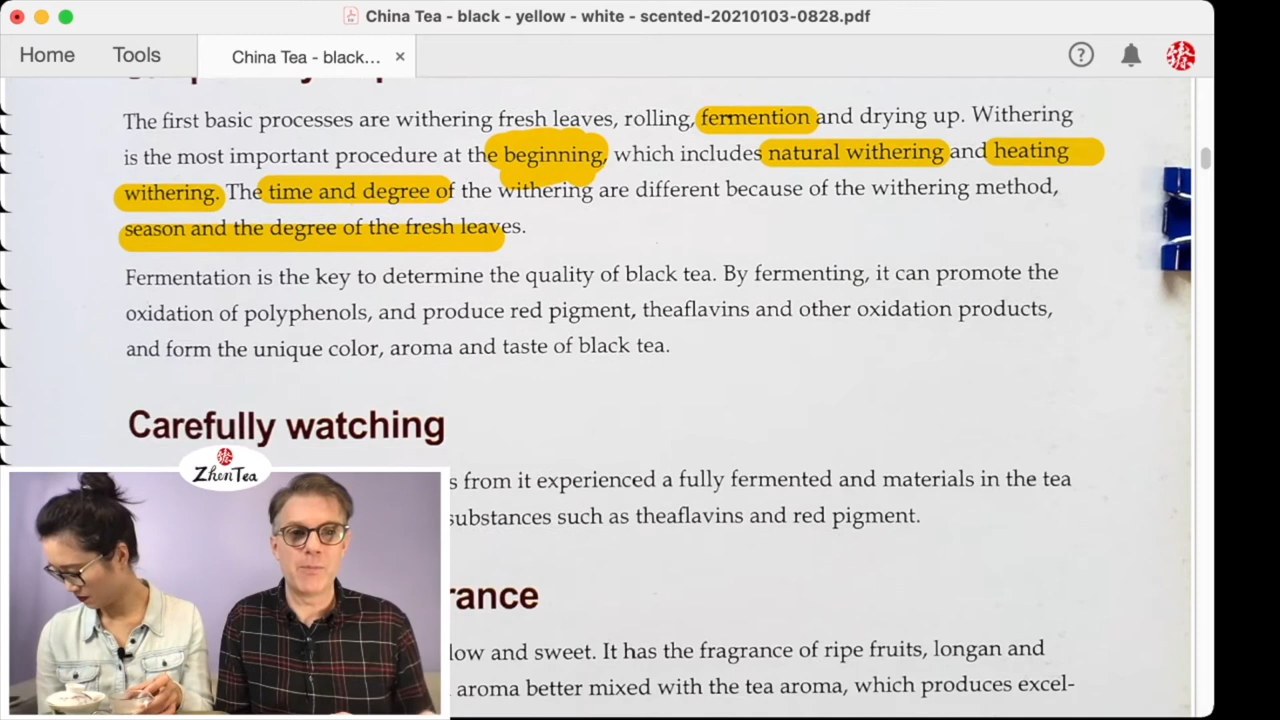 China Tea - black - yellow - white - scented-20210103-0828.pdf
Home
Tools
China Tea - black...
The first basic processes are withering fresh leaves, rolling, fermention and drying up. Withering
is the most important procedure at the beginning, which includes natural withering and heating
withering. The time and degree of the withering are different because of the withering method,
season and the degree of the fresh leaves.
Fermentation is the key to determine the quality of black tea. By fermenting, it can promote the
oxidation of polyphenols, and produce red pigment, theaflavins and other oxidation products,
and form the unique color, aroma and taste of black tea.
Carefully watching
s from it experienced a fully fermented and materials in the tea
substances such as theaflavins and red pigment.
rance
low and sweet. It has the fragrance of ripe fruits, longan and
aroma better mixed with the tea aroma, which produces excel-
ZhenTea